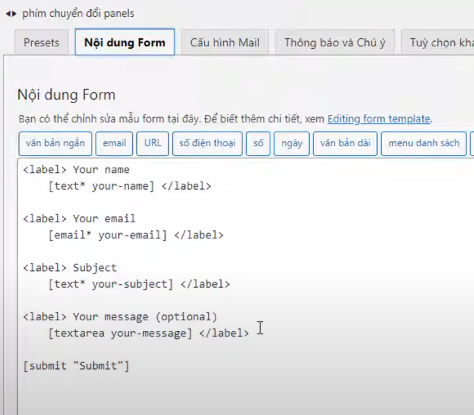 phím chuyển đổi panels
Presets Nội dung Form Cấu hình Mail Thông báo và Chú ý Tuỳ chọn
Nội dung Form
Bạn có thể chỉnh sửa mẫu form tại đây. Để biết thêm chi tiết, xem Editing form template.
văn bản ngắn email URL số điện thoại số ngày văn bản dài menu danh sách
<label> Your name
[text* your-name] </label>
<label> Your email
[email* your-email] </label>
<label> Subject
[text* your-subject] </label>
<label> Your message (optional)
[textarea your-message] </label>
[submit "Submit"]